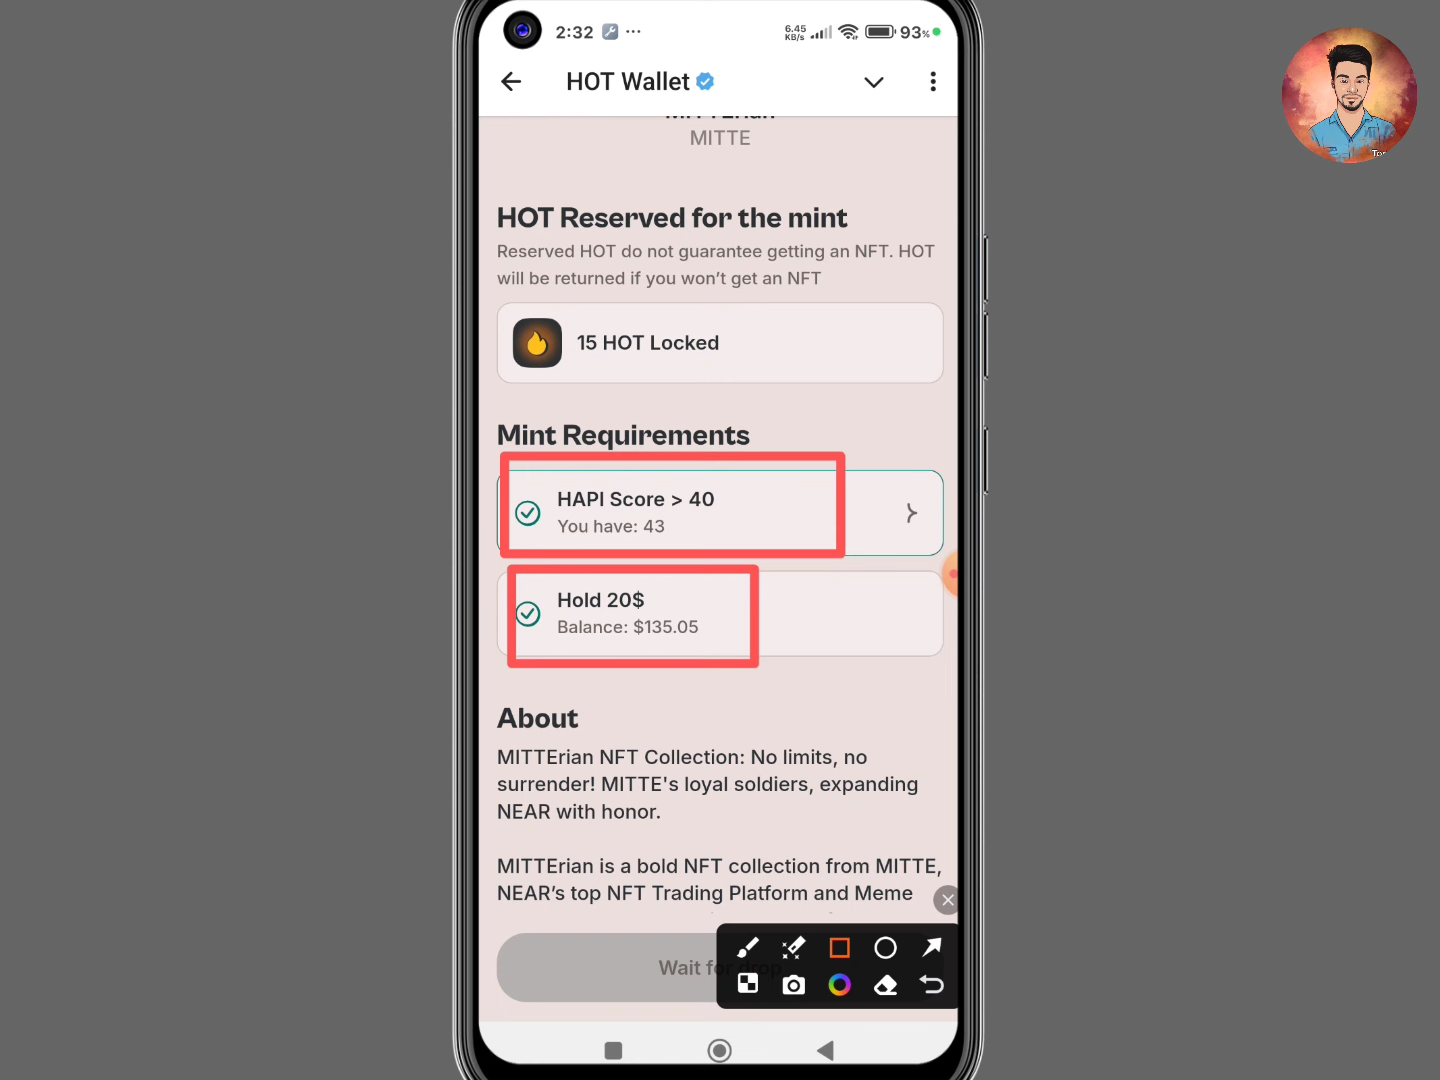 2:32
6.45
KB/s
93%
HOT Wallet
MITTErian
MITTE
HOT Reserved for the mint
Reserved HOT do not guarantee getting an NFT. HOT
will be returned if you won’t get an NFT
15 HOT Locked
Mint Requirements
HAPI Score > 40
You have: 43
Hold 20$
Balance: $135.05
About
MITTErian NFT Collection: No limits, no
surrender! MITTE's loyal soldiers, expanding
NEAR with honor.
MITTErian is a bold NFT collection from MITTE,
NEAR’s top NFT Trading Platform and Meme
Wait for drop